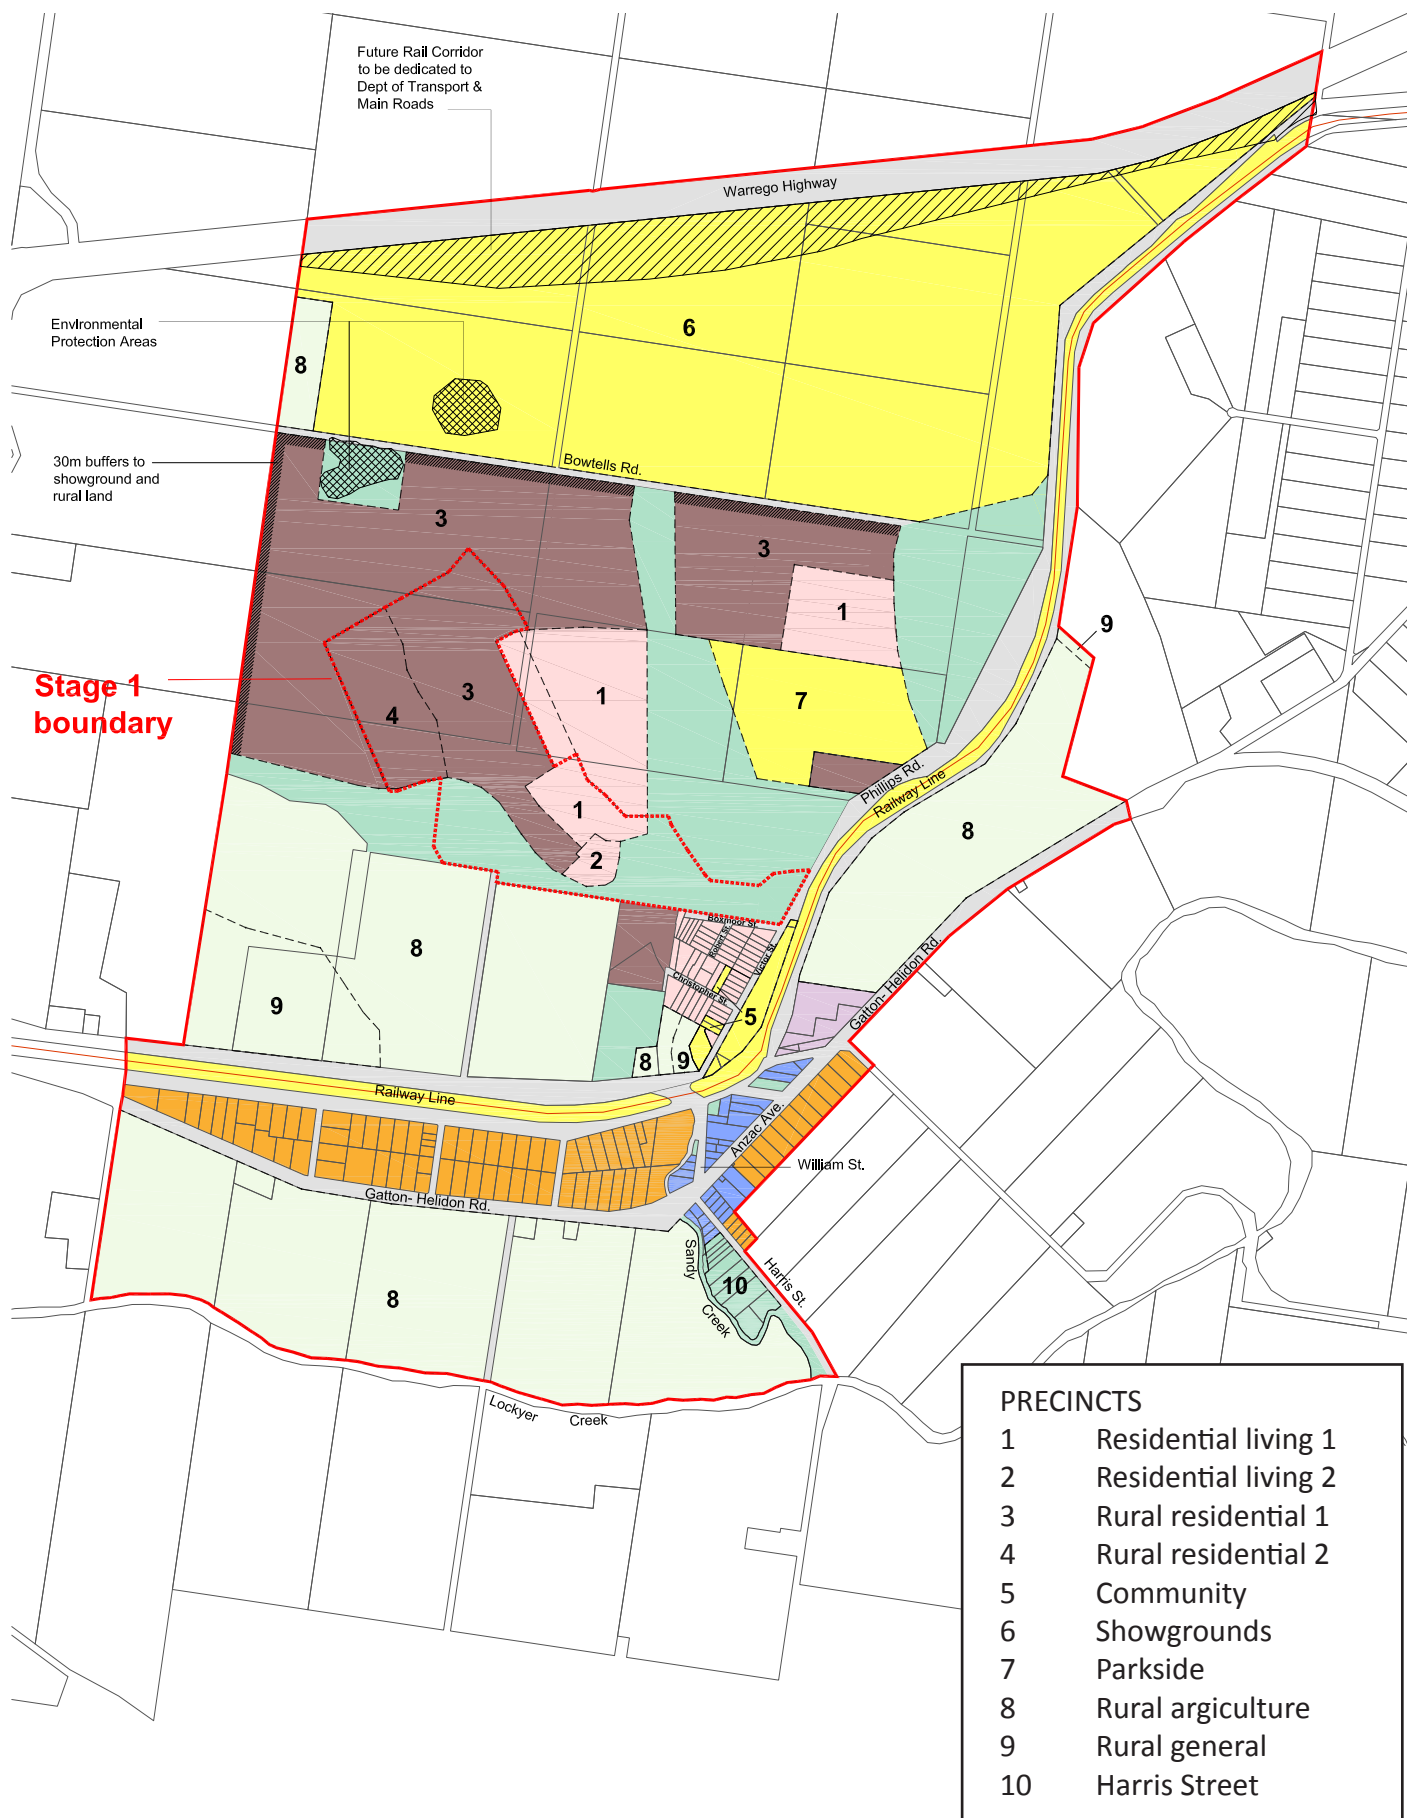 Future Rail Corridor
to be dedicated to
Dept of Transport &
Main Roads
Warrego Highway
6
Environmental
Protection Areas
8
30m buffers to
showground and
rural land
Bowtells Rd.
3
3
1
9
Stage 1
boundary
3
4
1
7
Phillips Rd.
Railway Line
1
2
8
Boxmoor St.
Robert St.
Victor St.
Christopher St.
8
9
5
8
9
Gatton- Helidon Rd.
Railway Line
Anzac Ave.
William St.
Gatton- Helidon Rd.
Sandy
Creek
10
Harris St.
8
Lockyer
Creek
PRECINCTS
1 Residential living 1
2 Residential living 2
3 Rural residential 1
4 Rural residential 2
5 Community
6 Showgrounds
7 Parkside
8 Rural argiculture
9 Rural general
10 Harris Street